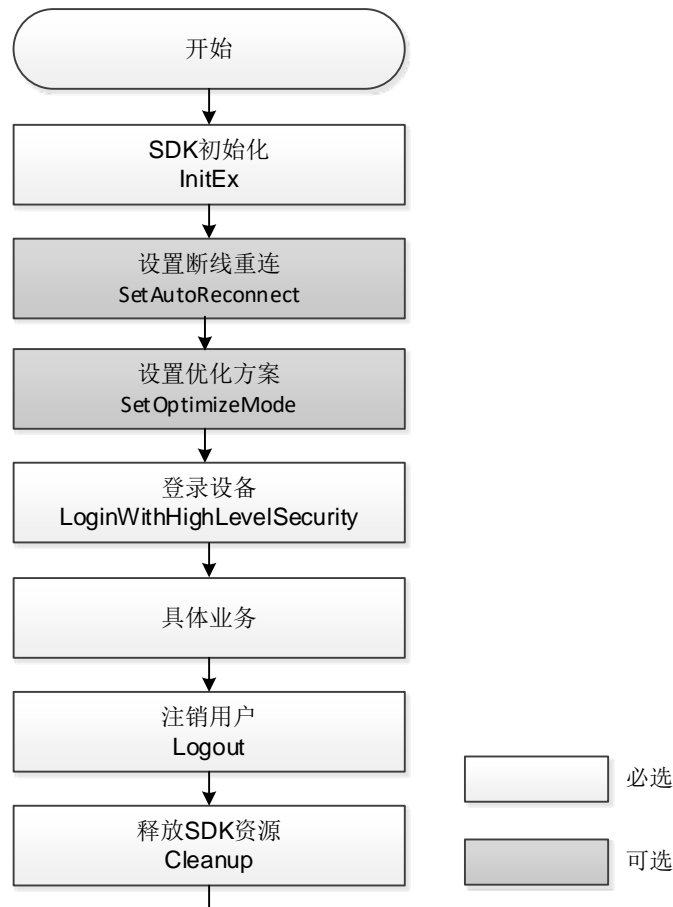 开始
SDK初始化
InitEx
设置断线重连
SetAutoReconnect
设置优化方案
SetOptimizeMode
登录设备
LoginWithHighLevelSecurity
具体业务
注销用户
Logout
释放SDK资源
Cleanup
必选
可选